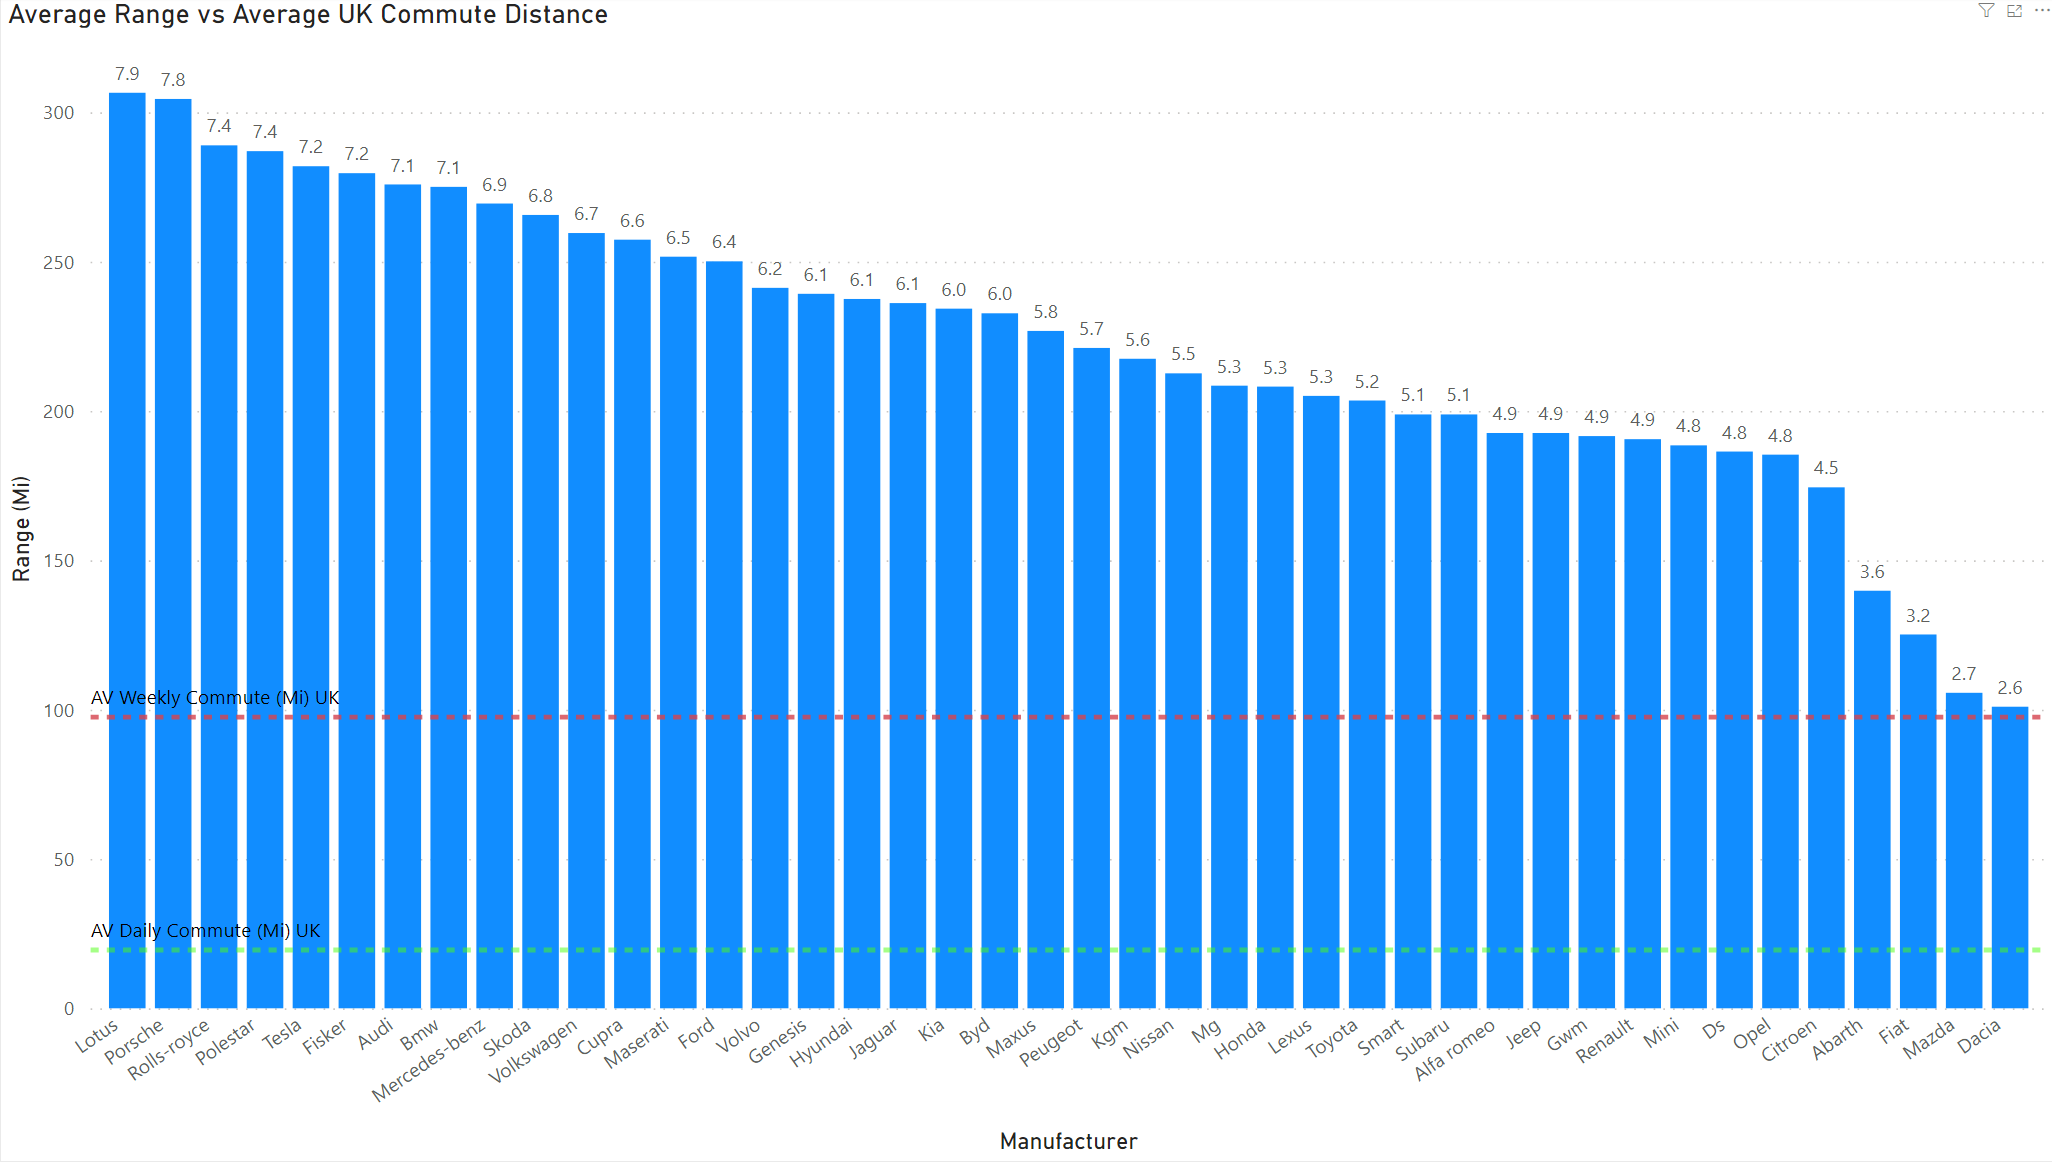 Average Range vs Average UK Commute Distance
7.9
7.8
7.4
7.4
7.2
7.2
7.1
7.1
6.9
6.8
6.7
6.6
6.5
6.4
6.2
6.1
6.1
6.1
6.0
6.0
5.8
5.7
5.6
5.5
5.3
5.3
5.3
5.2
5.1
5.1
4.9
4.9
4.9
4.9
4.8
4.8
4.8
4.5
3.6
3.2
2.7
2.6
300
250
200
150
100
50
0
Range (Mi)
AV Weekly Commute (Mi) UK
AV Daily Commute (Mi) UK
Lotus
Porsche
Rolls-royce
Polestar
Tesla
Fisker
Audi
Bmw
Mercedes-benz
Skoda
Volkswagen
Cupra
Maserati
Ford
Volvo
Genesis
Hyundai
Jaguar
Kia
Byd
Maxus
Peugeot
Kgm
Nissan
Mg
Honda
Lexus
Toyota
Smart
Subaru
Alfa romeo
Jeep
Gwm
Renault
Mini
Ds
Opel
Citroen
Abarth
Fiat
Mazda
Dacia
Manufacturer